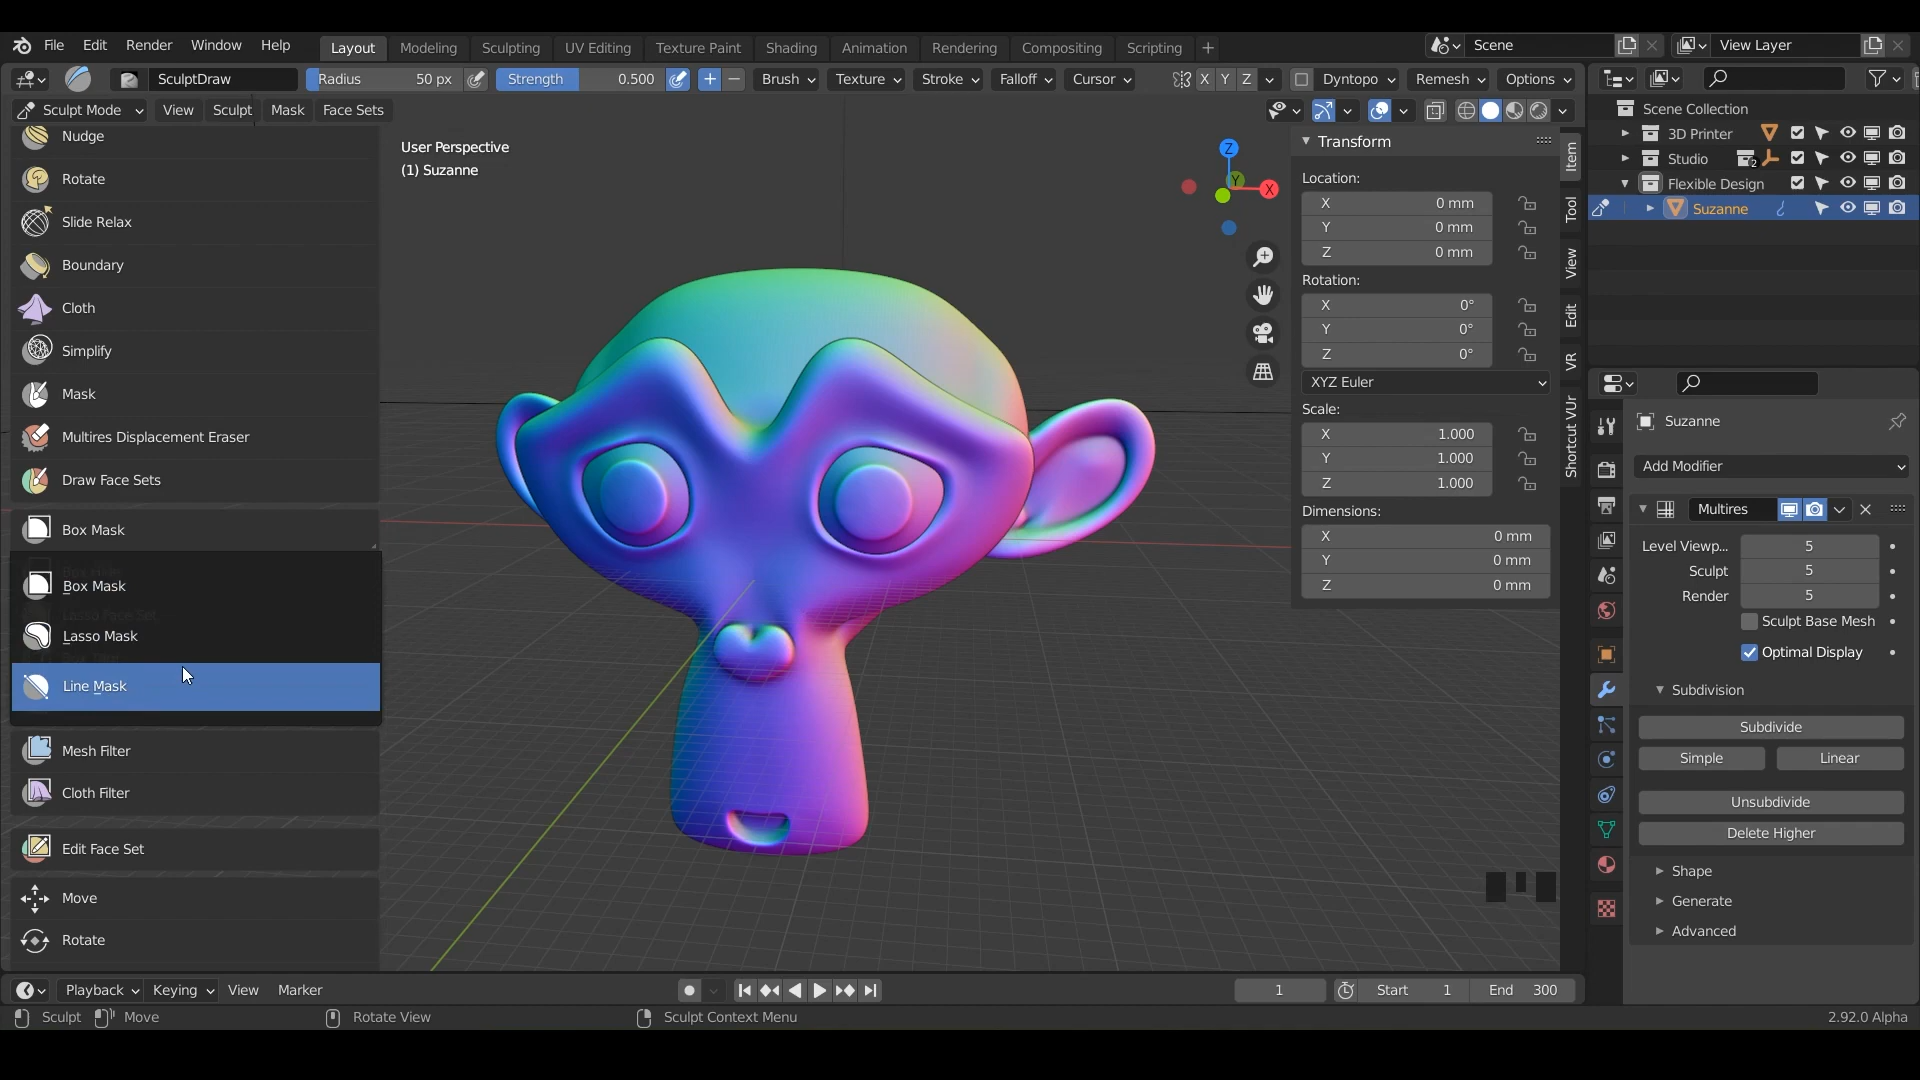 File Edit Render Window Help Layout Modeling Sculpting UV Editing Texture Paint Shading Animation Rendering Compositing Scripting + Scene View Layer
SculptDraw Radius 50 px Strength 0.500 + − Brush Texture Stroke Falloff Cursor X Y Z Dyntopo Remesh Options
Sculpt Mode View Sculpt Mask Face Sets
Nudge
Rotate
Slide Relax
Boundary
Cloth
Simplify
Mask
Multires Displacement Eraser
Draw Face Sets
Box Mask
Box Mask
Lasso Mask
Line Mask
Mesh Filter
Cloth Filter
Edit Face Set
Move
Rotate
User Perspective
(1) Suzanne
Z
Y
X
Transform
Location:
X 0 mm
Y 0 mm
Z 0 mm
Rotation:
X 0°
Y 0°
Z 0°
XYZ Euler
Scale:
X 1.000
Y 1.000
Z 1.000
Dimensions:
X 0 mm
Y 0 mm
Z 0 mm
Item
Tool
View
Edit
VR
Shortcut VUr
Scene Collection
3D Printer
Studio 2
Flexible Design
Suzanne
Suzanne
Add Modifier
Multires
Level Viewp... 5
Sculpt 5
Render 5
Sculpt Base Mesh
Optimal Display
Subdivision
Subdivide
Simple Linear
Unsubdivide
Delete Higher
Shape
Generate
Advanced
Playback Keying View Marker 1 Start 1 End 300
Sculpt Move Rotate View Sculpt Context Menu 2.92.0 Alpha